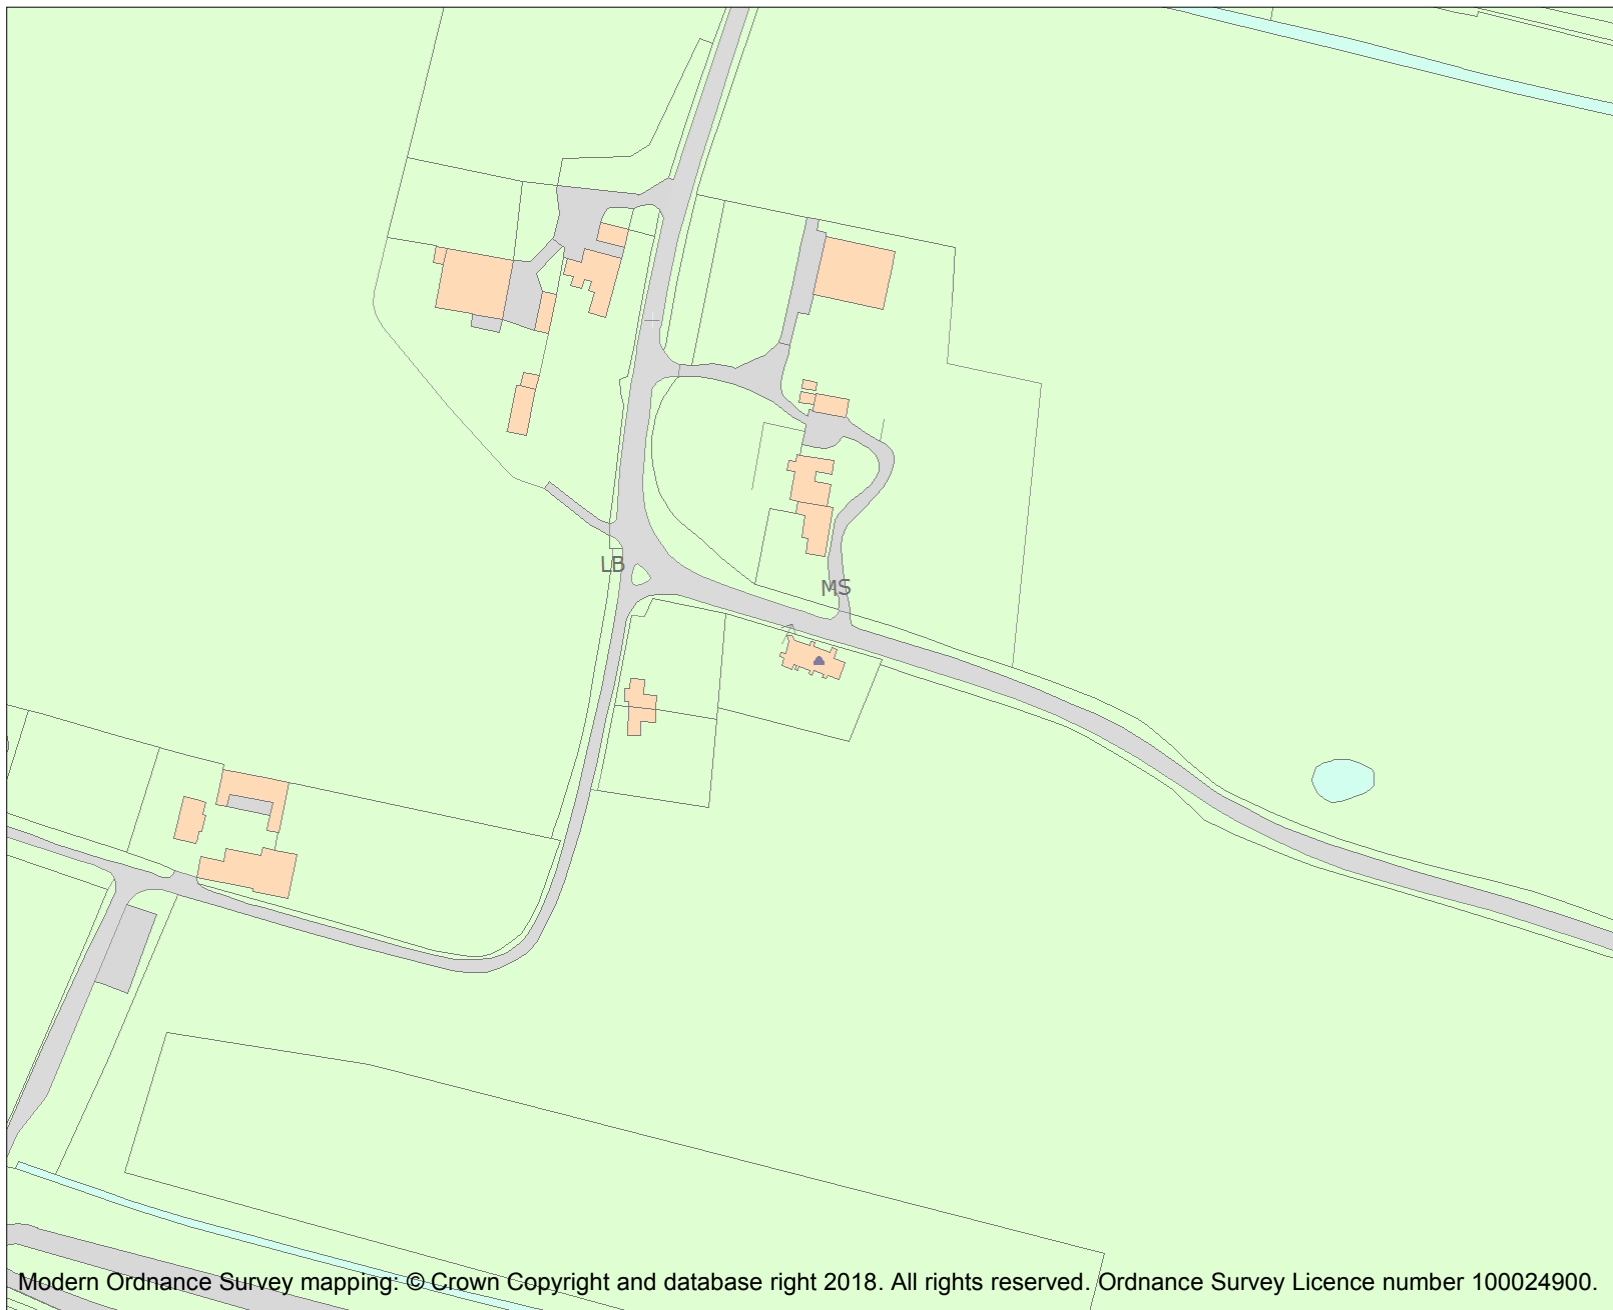 LB
MS
Modern Ordnance Survey mapping: © Crown Copyright and database right 2018. All rights reserved. Ordnance Survey Licence number 100024900.